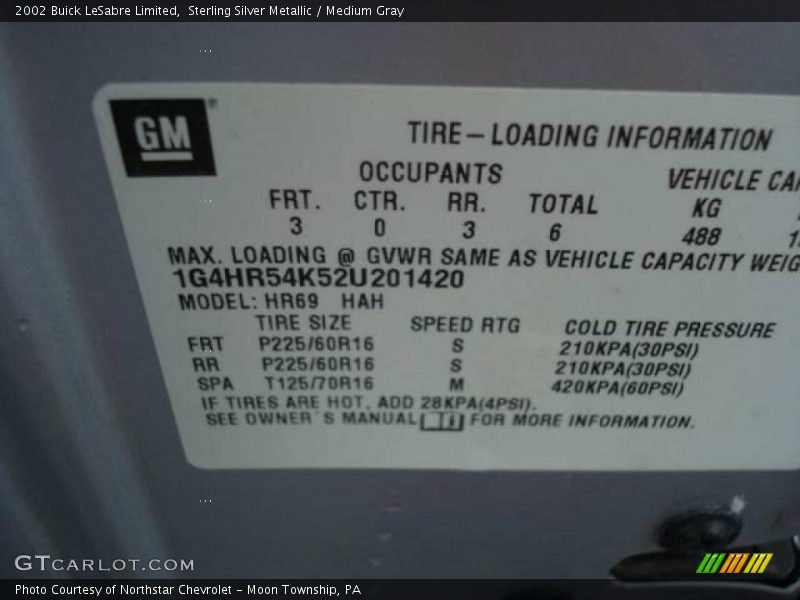 2002 Buick LeSabre Limited,  Sterling Silver Metallic / Medium Gray
GM
TIRE-LOADING INFORMATION
OCCUPANTS VEHICLE
FRT. CTR. RR. TOTAL KG
3 0 3 6 488
MAX. LOADING @ GVWR SAME AS VEHICLE CAPACITY
1G4HR54K52U201420
MODEL: HR69 HAH
TIRE SIZE SPEED RTG COLD TIRE PRESSURE
FRT P225/60R16 S 210KPA(30PSI)
RR P225/60R16 S 210KPA(30PSI)
SPA T125/70R16 M 420KPA(60PSI)
IF TIRES ARE HOT, ADD 28KPA(4PSI).
SEE OWNER'S MANUAL FOR MORE INFORMATION.
GTCARLOT.COM
Photo Courtesy of Northstar Chevrolet - Moon Township, PA